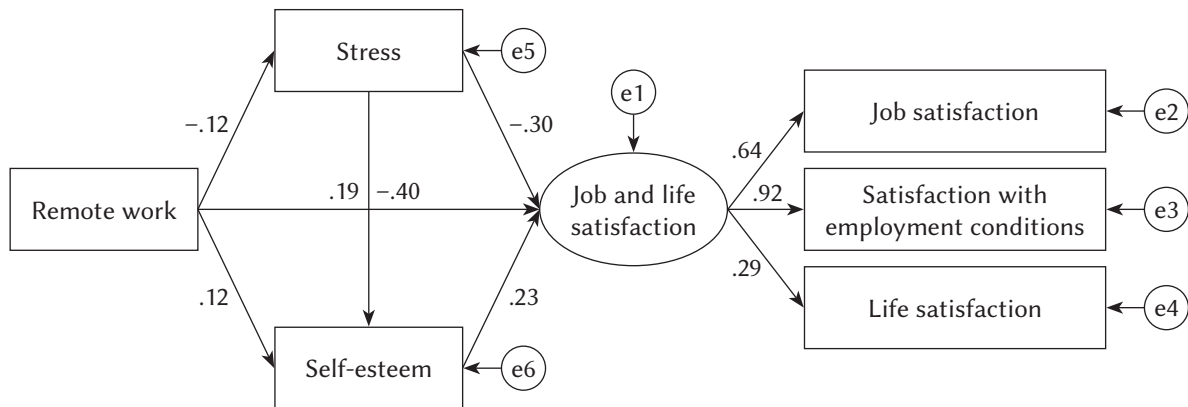 Stress
e5
e1
Job satisfaction
e2
−.12
−.30
.64
Remote work
.19
−.40
Job and life
satisfaction
.92
Satisfaction with
employment conditions
e3
.12
.23
.29
Life satisfaction
e4
Self-esteem
e6